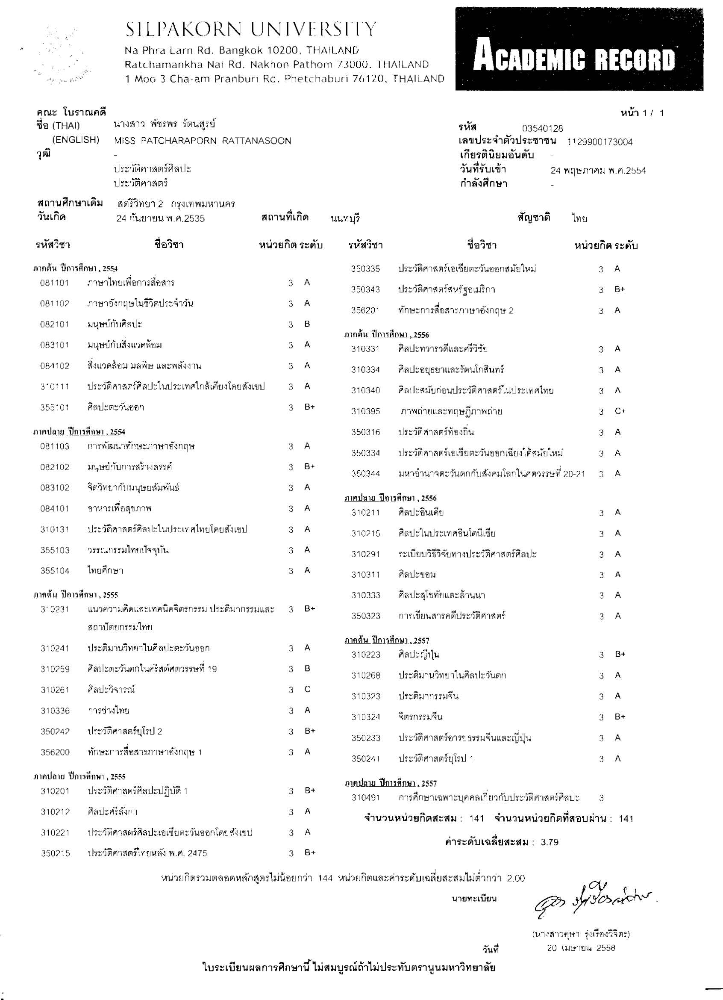 SILPAKORN UNIVERSITY
Na Phra Larn Rd. Bangkok 10200, THAILAND
Ratchamankha Nai Rd. Nakhon Pathom 73000. THAILAND
1 Moo 3 Cha-am Pranburi Rd. Phetchaburi 76120, THAILAND
ACADEMIC RECORD
คณะ โบราณคดี
หน้า 1 / 1
ชื่อ (THAI) นางสาว พัชรพร รัตนสูรย์
รหัส 03540128
(ENGLISH) MISS PATCHARAPORN RATTANASOON
เลขประจำตัวประชาชน 1129900173004
วุฒิ -
เกียรตินิยมอันดับ -
ประวัติศาสตร์ศิลปะ
วันที่รับเข้า 24 พฤษภาคม พ.ศ.2554
ประวัติศาสตร์
กำลังศึกษา -
สถานศึกษาเดิม สตรีวิทยา 2 กรุงเทพมหานคร
วันเกิด 24 กันยายน พ.ศ.2535 สถานที่เกิด นนทบุรี สัญชาติ ไทย
รหัสวิชา ชื่อวิชา หน่วยกิต ระดับ
ภาคต้น ปีการศึกษา , 2554
081101 ภาษาไทยเพื่อการสื่อสาร 3 A
081102 ภาษาอังกฤษในชีวิตประจำวัน 3 A
082101 มนุษย์กับศิลปะ 3 B
083101 มนุษย์กับสิ่งแวดล้อม 3 A
084102 สิ่งแวดล้อม มลพิษ และพลังงาน 3 A
310111 ประวัติศาสตร์ศิลปะในประเทศใกล้เคียงโดยสังเขป 3 A
355101 ศิลปะตะวันออก 3 B+
ภาคปลาย ปีการศึกษา , 2554
081103 การพัฒนาทักษะภาษาอังกฤษ 3 A
082102 มนุษย์กับการสร้างสรรค์ 3 B+
083102 จิตวิทยากับมนุษยสัมพันธ์ 3 A
084101 อาหารเพื่อสุขภาพ 3 A
310131 ประวัติศาสตร์ศิลปะในประเทศไทยโดยสังเขป 3 A
355103 วรรณกรรมไทยปัจจุบัน 3 A
355104 ไทยศึกษา 3 A
ภาคต้น ปีการศึกษา , 2555
310231 แนวความคิดและเทคนิคจิตรกรรม ประติมากรรมและ 3 B+
สถาปัตยกรรมไทย
310241 ประติมานวิทยาในศิลปะตะวันออก 3 A
310259 ศิลปะตะวันตกในคริสต์ศตวรรษที่ 19 3 B
310261 ศิลปะวิจารณ์ 3 C
310336 การช่างไทย 3 A
350242 ประวัติศาสตร์ยุโรป 2 3 B+
356200 ทักษะการสื่อสารภาษาอังกฤษ 1 3 A
ภาคปลาย ปีการศึกษา , 2555
310201 ประวัติศาสตร์ศิลปะปฏิบัติ 1 3 B+
310212 ศิลปะศรีลังกา 3 A
310221 ประวัติศาสตร์ศิลปะเอเชียตะวันออกโดยสังเขป 3 A
350215 ประวัติศาสตร์ไทยหลัง พ.ศ. 2475 3 B+
รหัสวิชา ชื่อวิชา หน่วยกิต ระดับ
350335 ประวัติศาสตร์เอเชียตะวันออกสมัยใหม่ 3 A
350343 ประวัติศาสตร์สหรัฐอเมริกา 3 B+
356201 ทักษะการสื่อสารภาษาอังกฤษ 2 3 A
ภาคต้น ปีการศึกษา , 2556
310331 ศิลปะทวารวดีและศรีวิชัย 3 A
310334 ศิลปะอยุธยาและรัตนโกสินทร์ 3 A
310340 ศิลปะสมัยก่อนประวัติศาสตร์ในประเทศไทย 3 A
310395 ภาพถ่ายและทฤษฎีภาพถ่าย 3 C+
350316 ประวัติศาสตร์ท้องถิ่น 3 A
350334 ประวัติศาสตร์เอเชียตะวันออกเฉียงใต้สมัยใหม่ 3 A
350344 มหาอำนาจตะวันตกกับสังคมโลกในศตวรรษที่ 20-21 3 A
ภาคปลาย ปีการศึกษา , 2556
310211 ศิลปะอินเดีย 3 A
310215 ศิลปะในประเทศอินโดนีเซีย 3 A
310291 ระเบียบวิธีวิจัยทางประวัติศาสตร์ศิลปะ 3 A
310311 ศิลปะขอม 3 A
310333 ศิลปะสุโขทัยและล้านนา 3 A
350323 การเขียนสารคดีประวัติศาสตร์ 3 A
ภาคต้น ปีการศึกษา , 2557
310223 ศิลปะญี่ปุ่น 3 B+
310268 ประติมานวิทยาในศิลปะวันตก 3 A
310323 ประติมากรรมจีน 3 A
310324 จิตรกรรมจีน 3 B+
350233 ประวัติศาสตร์อารยธรรมจีนและญี่ปุ่น 3 A
350241 ประวัติศาสตร์ยุโรป 1 3 A
ภาคปลาย ปีการศึกษา , 2557
310491 การศึกษาเฉพาะบุคคลเกี่ยวกับประวัติศาสตร์ศิลปะ 3
จำนวนหน่วยกิตสะสม : 141 จำนวนหน่วยกิตที่สอบผ่าน : 141
ค่าระดับเฉลี่ยสะสม : 3.79
หน่วยกิตรวมตลอดหลักสูตรไม่น้อยกว่า 144 หน่วยกิตและค่าระดับเฉลี่ยสะสมไม่ต่ำกว่า 2.00
นายทะเบียน
(นางสาวอุษา รุ่งเรืองวิจิตร)
วันที่ 20 เมษายน 2558
ใบระเบียนผลการศึกษานี้ ไม่สมบูรณ์ถ้าไม่ประทับตรานูนมหาวิทยาลัย